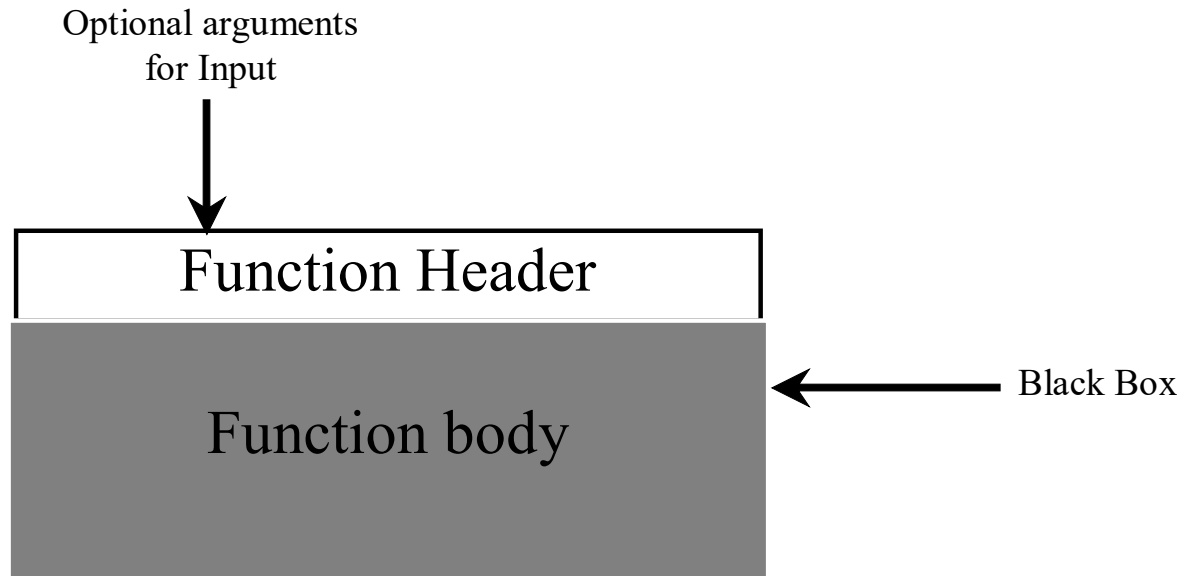 Optional arguments
for Input
Function Header
Function body
Black Box